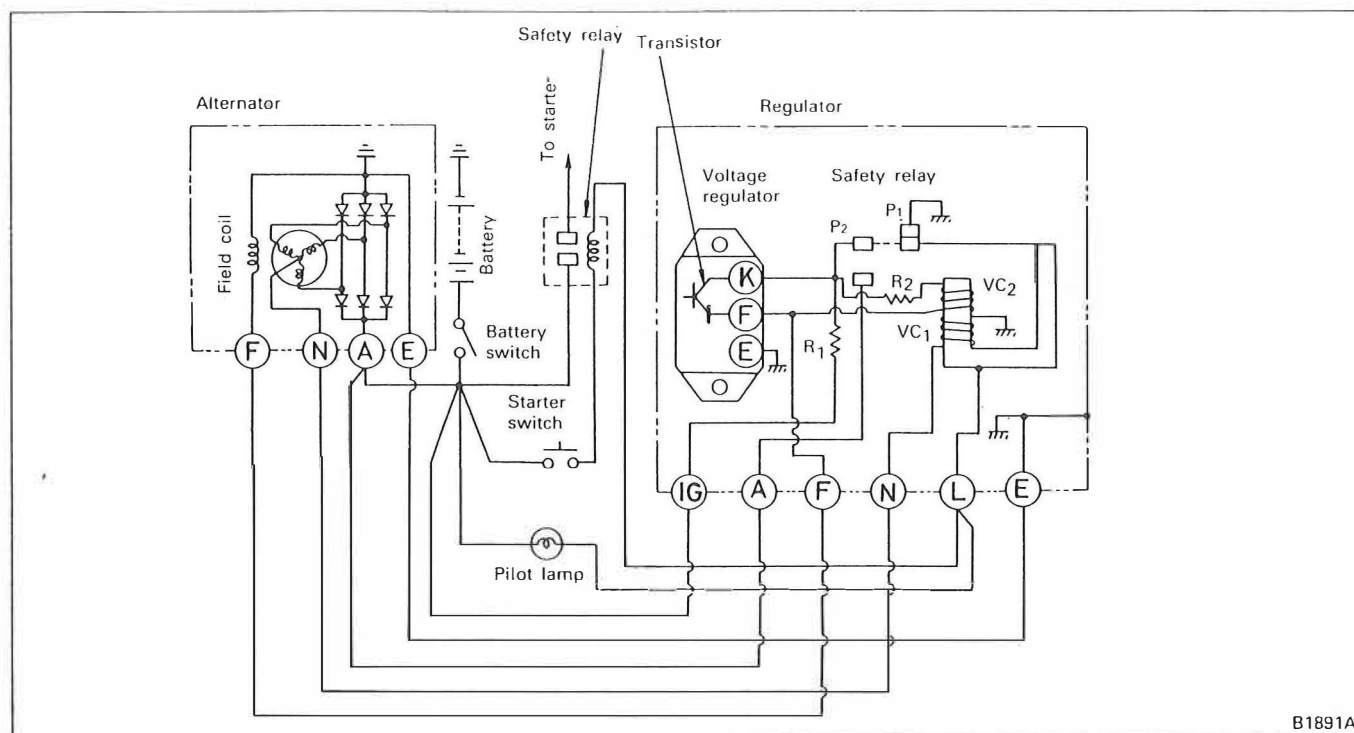 Safety relay
Transistor
To starte-
Alternator
Regulator
Voltage
regulator
Safety relay
P1
P2
Field coil
Battery
K
R2
VC2
F
VC1
E
R1
Battery
switch
F
N
A
E
Starter
switch
IG
A
F
N
L
E
Pilot lamp
B1891A